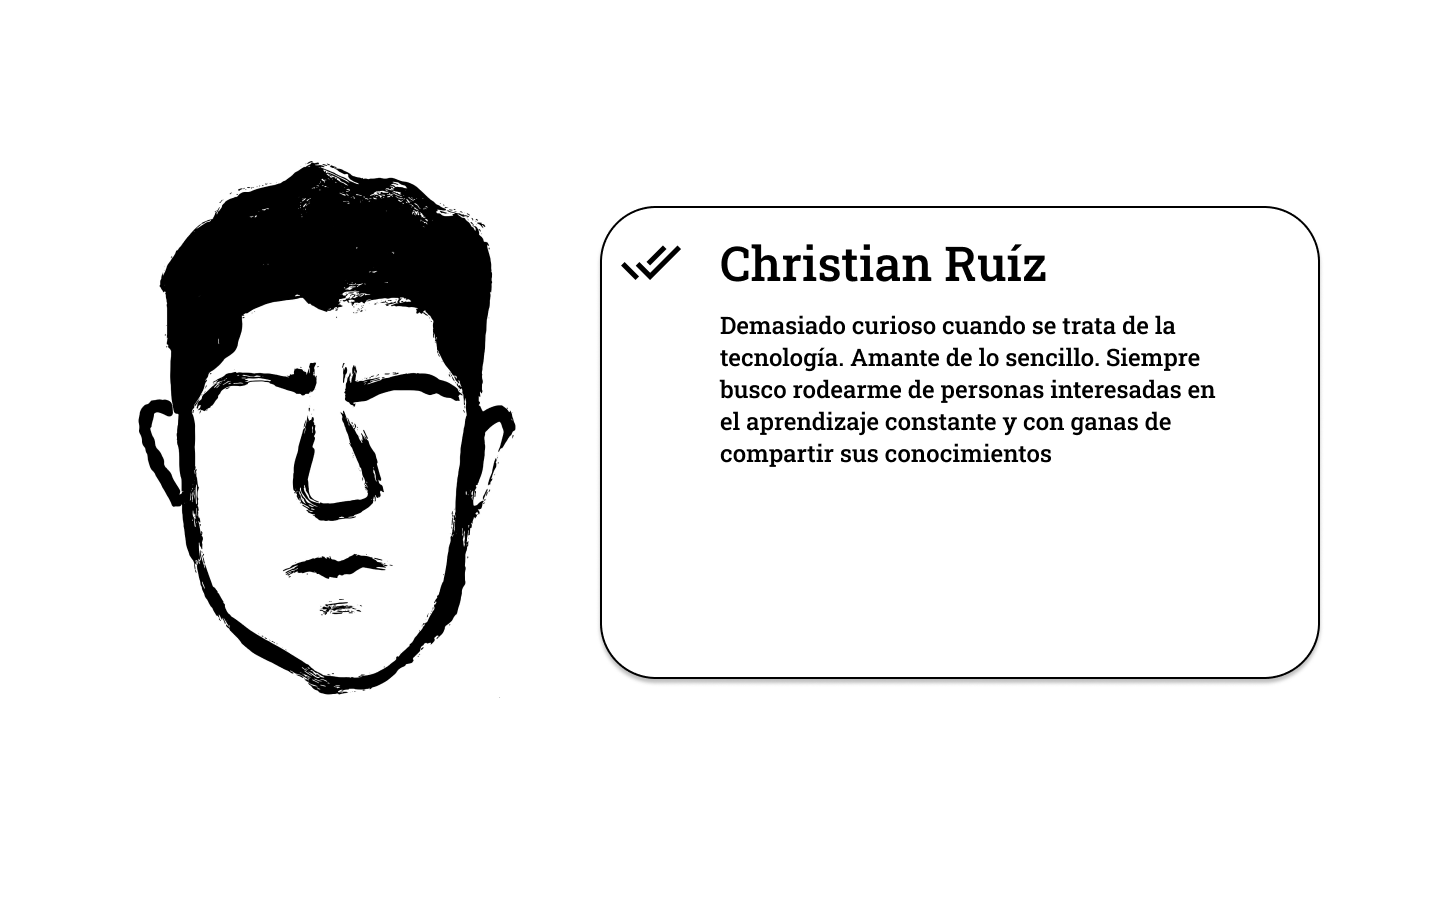 Christian Ruíz
Demasiado curioso cuando se trata de la
tecnología. Amante de lo sencillo. Siempre
busco rodearme de personas interesadas en
el aprendizaje constante y con ganas de
compartir sus conocimientos